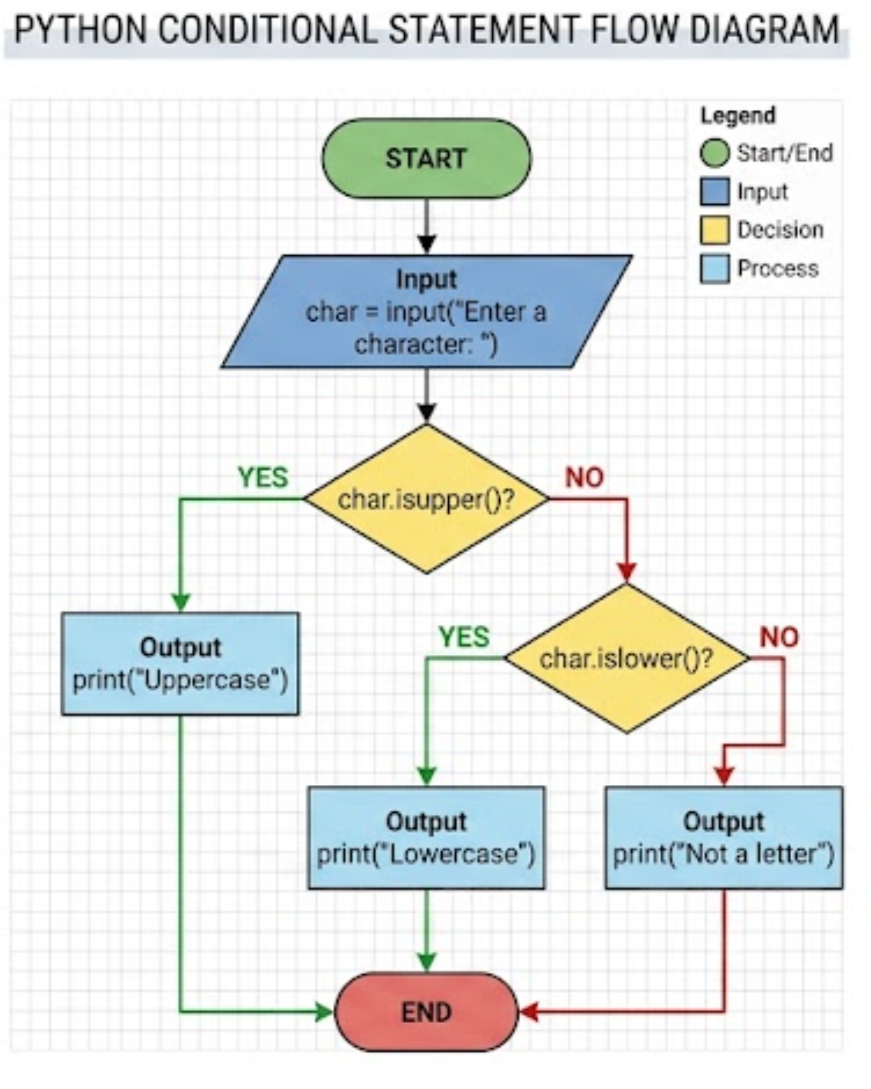 PYTHON CONDITIONAL STATEMENT FLOW DIAGRAM
Legend
Start/End
Input
Decision
Process
START
Input
char = input("Enter a
character: ")
YES
char.isupper()?
NO
Output
print("Uppercase")
YES
char.islower()?
NO
Output
print("Lowercase")
Output
print("Not a letter")
END